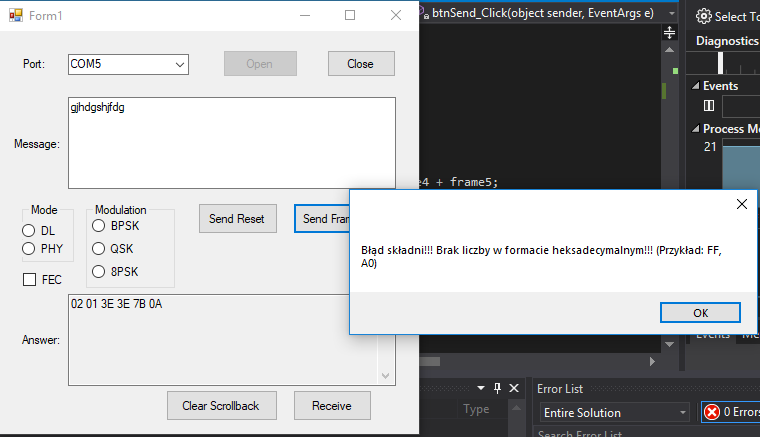 Form1
btnSend_Click(object sender, EventArgs e)
Port:
COM5
Open
Close
gjhdgshjfdg
Message:
4 + frame5;
Mode
DL
PHY
FEC
Modulation
BPSK
QSK
8PSK
Send Reset
Send Fra
Błąd składni!!! Brak liczby w formacie heksadecymalnym!!! (Przykład: FF,
A0)
OK
02 01 3E 3E 7B 0A
Answer:
Clear Scrollback
Receive
Select To
Diagnostics
Events
Process Me
21
Events
Type
Error List
Entire Solution
0 Errors
Search Error List